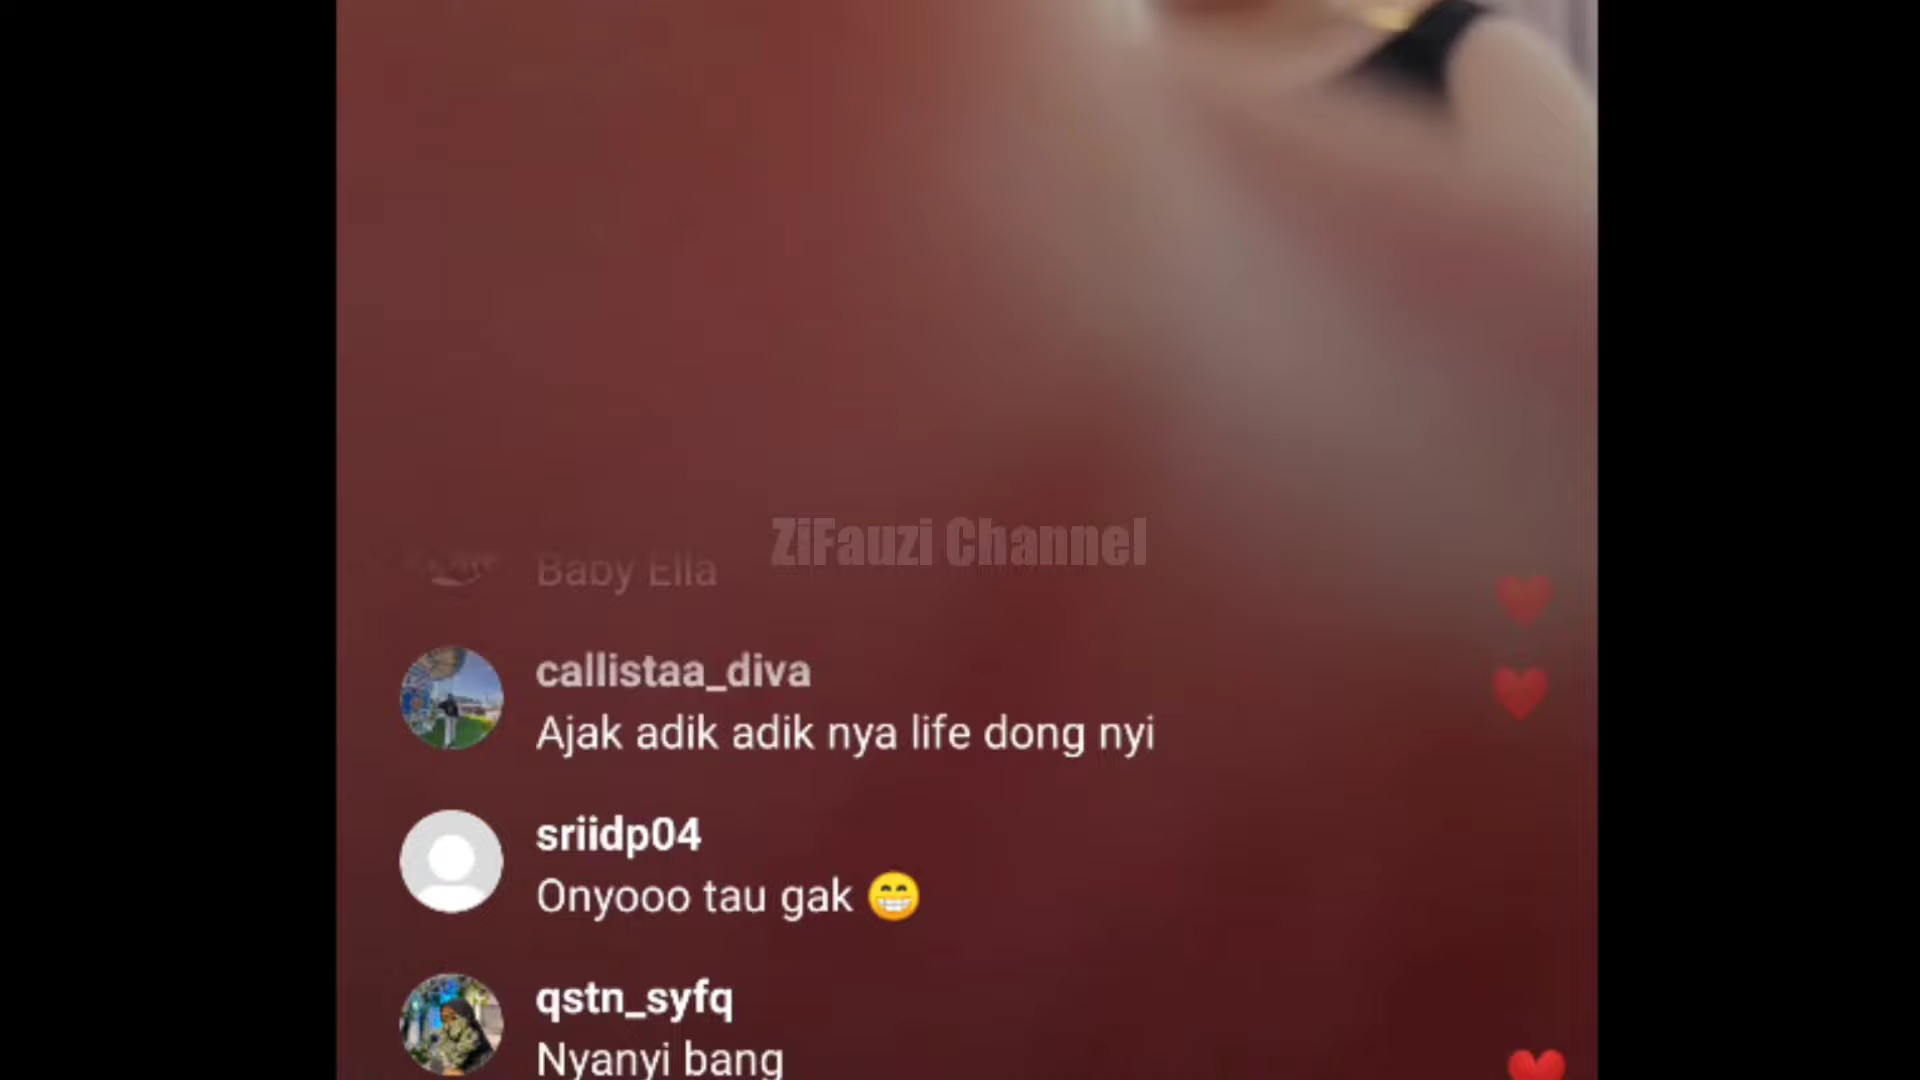 ZiFauzi Channel
Baby Ella
callistaa_diva
Ajak adik adik nya life dong nyi
sriidp04
Onyooo tau gak 😁
qstn_syfq
Nyanyi bang